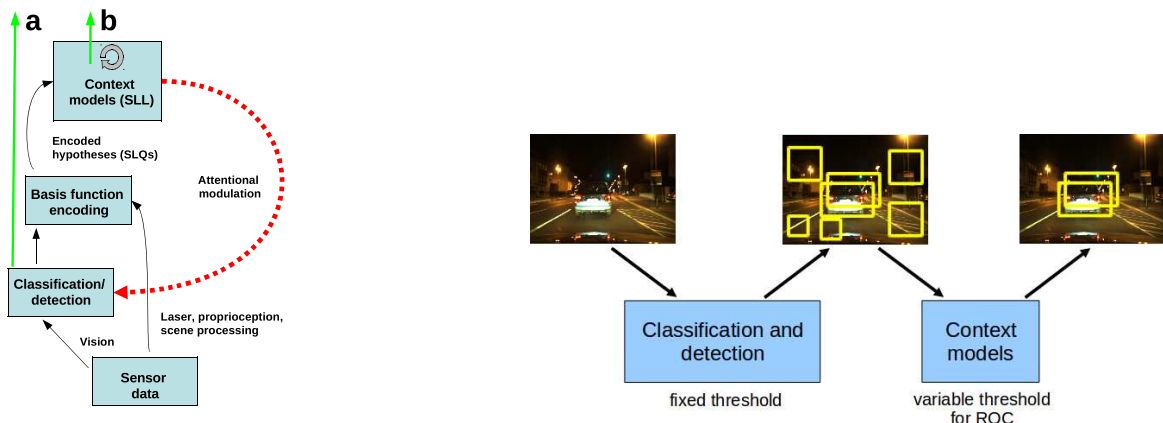 a
b
Context
models (SLL)
Encoded
hypotheses (SLQs)
Attentional
modulation
Basis function
encoding
Classification/
detection
Laser, proprioception,
scene processing
Vision
Sensor
data
Classification and
detection
fixed threshold
Context
models
variable threshold
for ROC